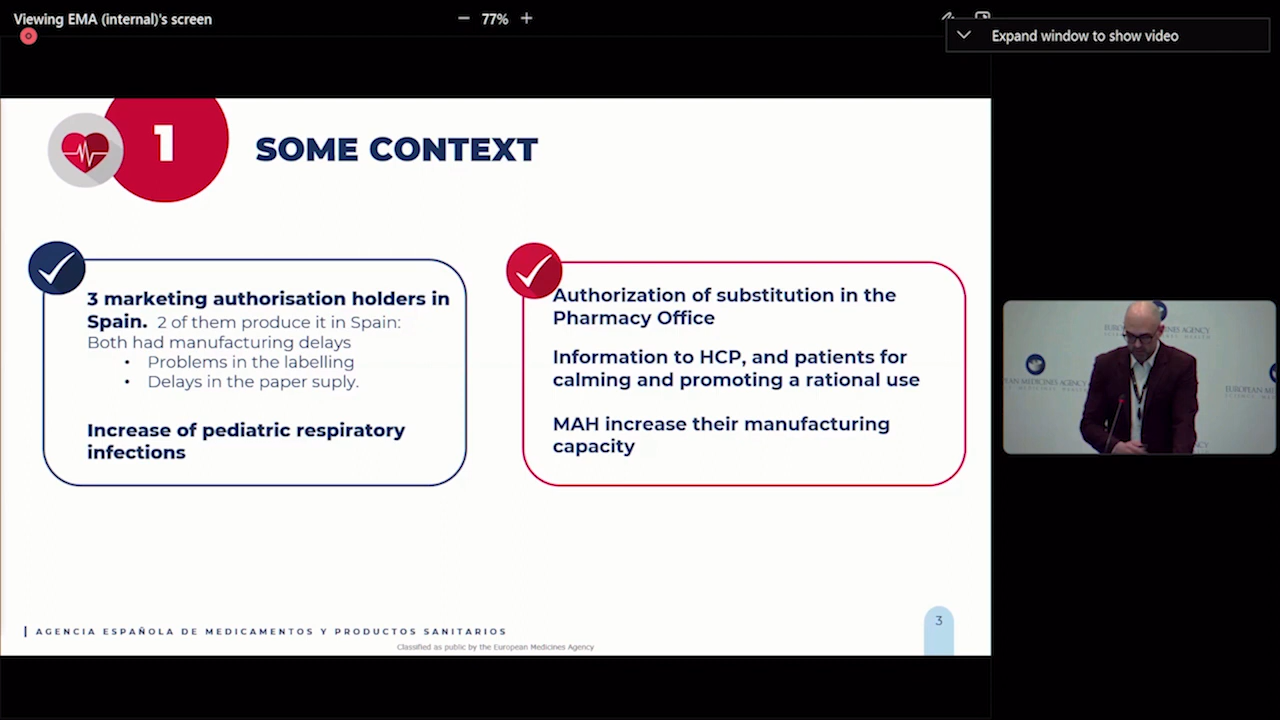 Viewing EMA (internal)'s screen
77%
Expand window to show video
1
SOME CONTEXT
3 marketing authorisation holders in
Spain. 2 of them produce it in Spain:
Both had manufacturing delays
• Problems in the labelling
• Delays in the paper suply.
Increase of pediatric respiratory
infections
Authorization of substitution in the
Pharmacy Office
Information to HCP, and patients for
calming and promoting a rational use
MAH increase their manufacturing
capacity
AGENCIA ESPAÑOLA DE MEDICAMENTOS Y PRODUCTOS SANITARIOS
3
Classified as public by the European Medicines Agency